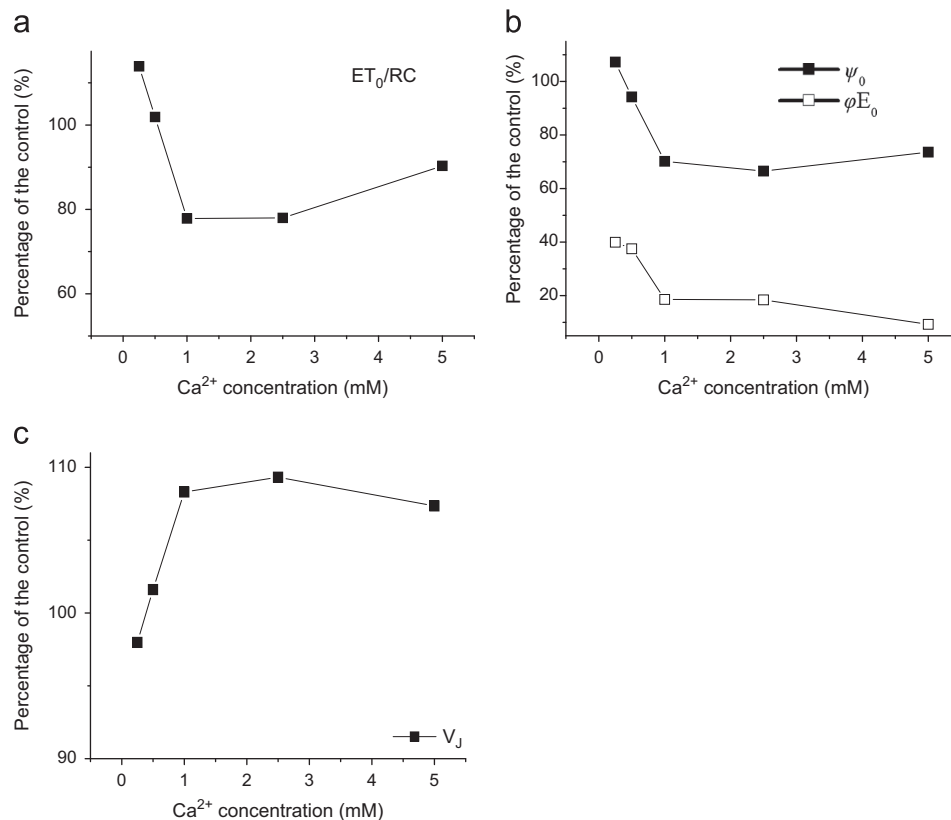 a
Percentage of the control (%)
100
80
60
ET₀/RC
0 1 2 3 4 5
Ca²⁺ concentration (mM)
b
Percentage of the control (%)
100
80
60
40
20
ψ₀
φE₀
0 1 2 3 4 5
Ca²⁺ concentration (mM)
c
Percentage of the control (%)
110
100
90
V_J
0 1 2 3 4 5
Ca²⁺ concentration (mM)